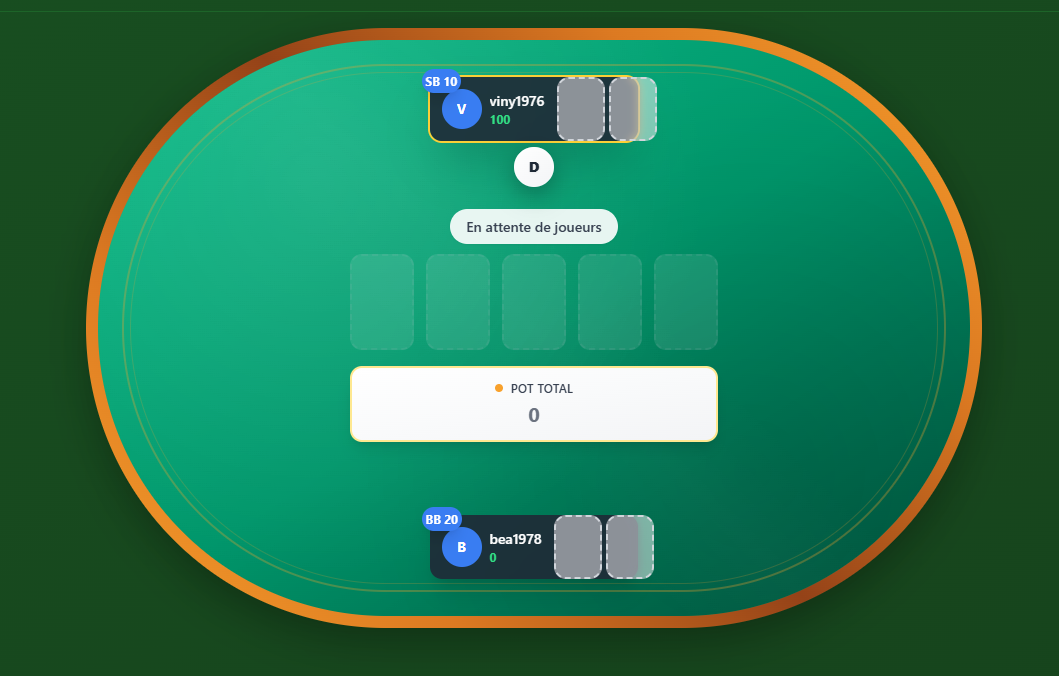 SB 10
V
viny1976
100
D
En attente de joueurs
POT TOTAL
0
BB 20
B
bea1978
0